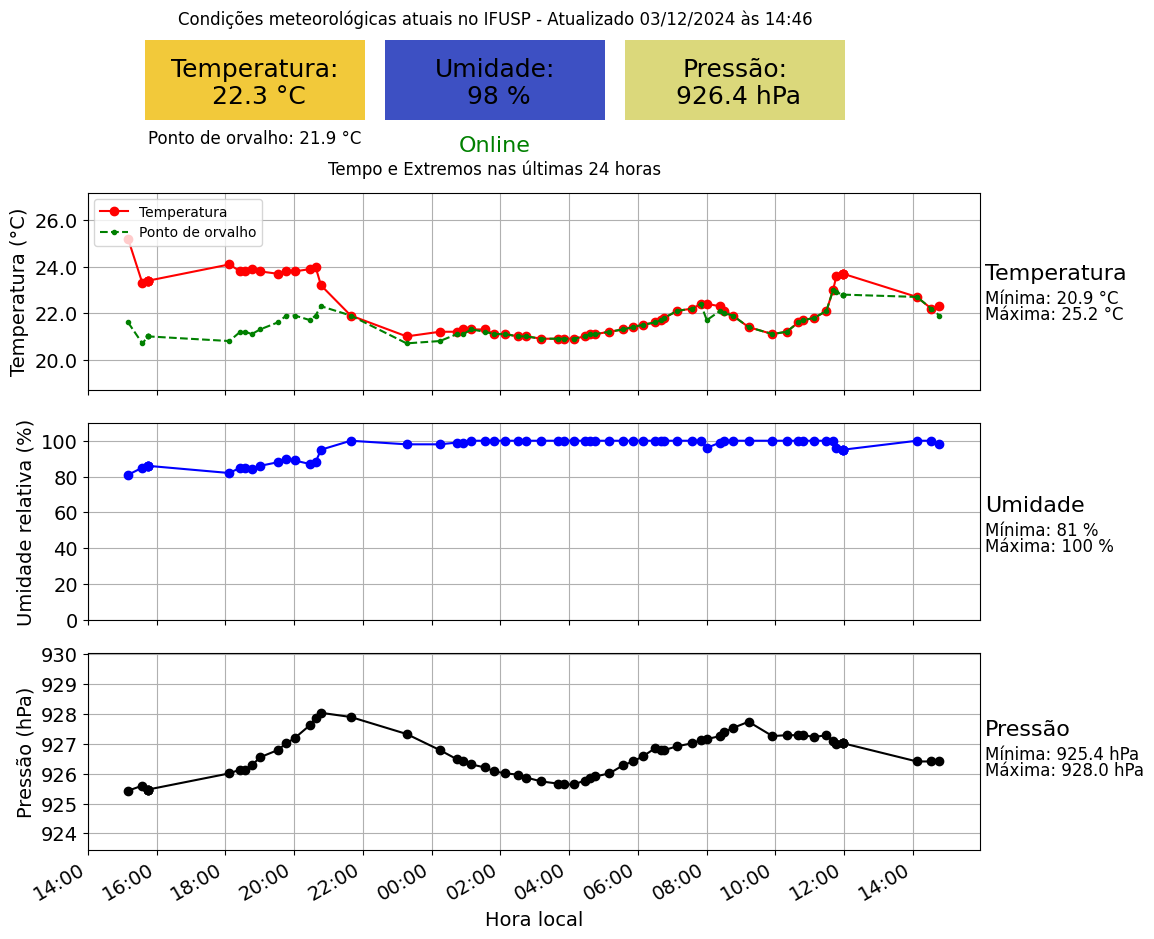 Condições meteorológicas atuais no IFUSP - Atualizado 03/12/2024 às 14:46
Temperatura:
22.3 °C
Umidade:
98 %
Pressão:
926.4 hPa
Ponto de orvalho: 21.9 °C
Online
Tempo e Extremos nas últimas 24 horas
Temperatura (°C)
26.0
24.0
22.0
20.0
Temperatura
Ponto de orvalho
Temperatura
Mínima: 20.9 °C
Máxima: 25.2 °C
Umidade relativa (%)
100
80
60
40
20
0
Umidade
Mínima: 81 %
Máxima: 100 %
Pressão (hPa)
930
929
928
927
926
925
924
Pressão
Mínima: 925.4 hPa
Máxima: 928.0 hPa
14:00 16:00 18:00 20:00 22:00 00:00 02:00 04:00 06:00 08:00 10:00 12:00 14:00
Hora local